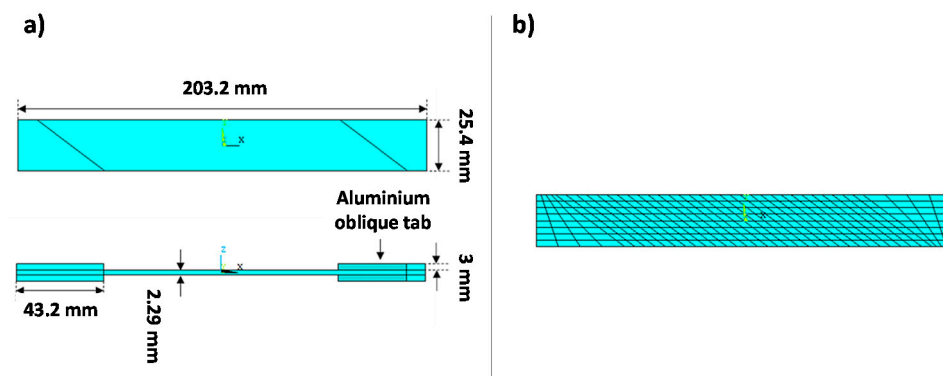 a)
203.2 mm
25.4 mm
x
Aluminium
oblique tab
z
x
3 mm
43.2 mm
2.29 mm
b)
x